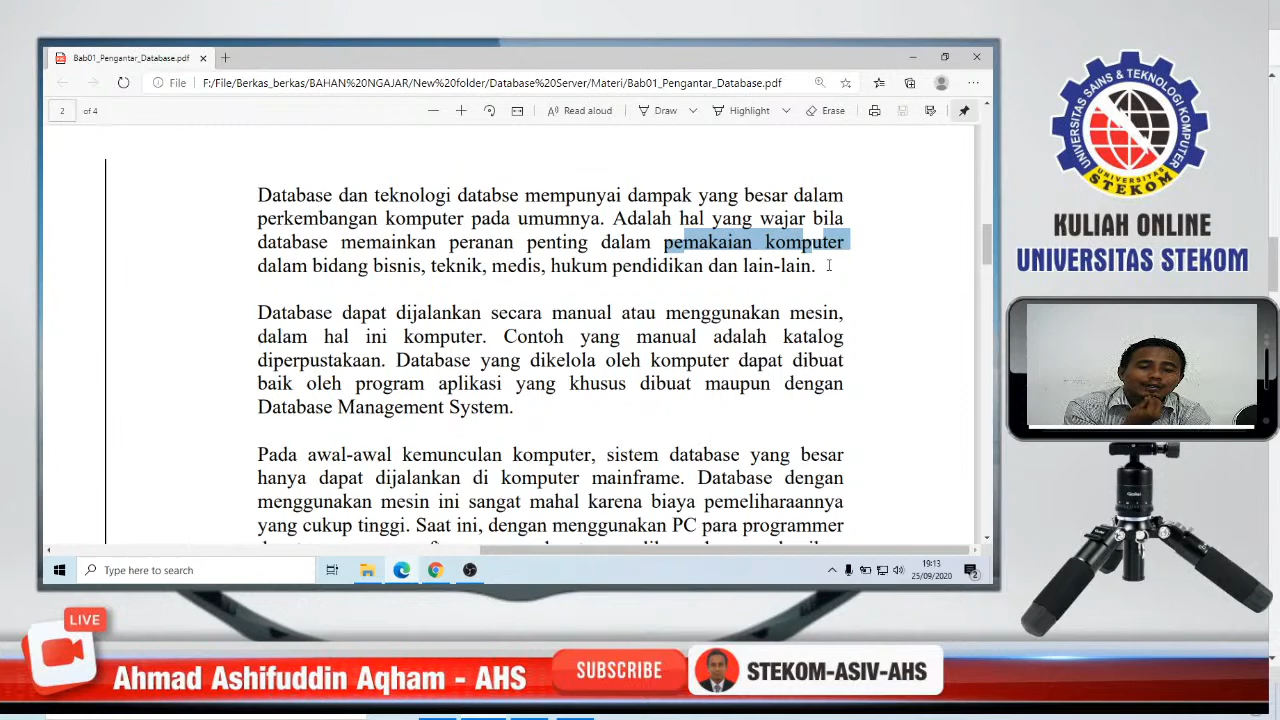 Bab01_Pengantar_Database.pdf
File F:/File/Berkas_berkas/BAHAN%20NGAJAR/New%20folder/Database%20Server/Materi/Bab01_Pengantar_Database.pdf
2 of 4
Read aloud Draw Highlight Erase
Database dan teknologi databse mempunyai dampak yang besar dalam
perkembangan komputer pada umumnya. Adalah hal yang wajar bila
database memainkan peranan penting dalam pemakaian komputer
dalam bidang bisnis, teknik, medis, hukum pendidikan dan lain-lain.
Database dapat dijalankan secara manual atau menggunakan mesin,
dalam hal ini komputer. Contoh yang manual adalah katalog
diperpustakaan. Database yang dikelola oleh komputer dapat dibuat
baik oleh program aplikasi yang khusus dibuat maupun dengan
Database Management System.
Pada awal-awal kemunculan komputer, sistem database yang besar
hanya dapat dijalankan di komputer mainframe. Database dengan
menggunakan mesin ini sangat mahal karena biaya pemeliharaannya
yang cukup tinggi. Saat ini, dengan menggunakan PC para programmer
Type here to search
19:13
25/09/2020
2
UNIVERSITAS SAINS & TEKNOLOGI KOMPUTER
UNIVERSITAS
STEKOM
KULIAH ONLINE
UNIVERSITAS STEKOM
LIVE
Ahmad Ashifuddin Aqham - AHS
SUBSCRIBE
STEKOM-ASIV-AHS